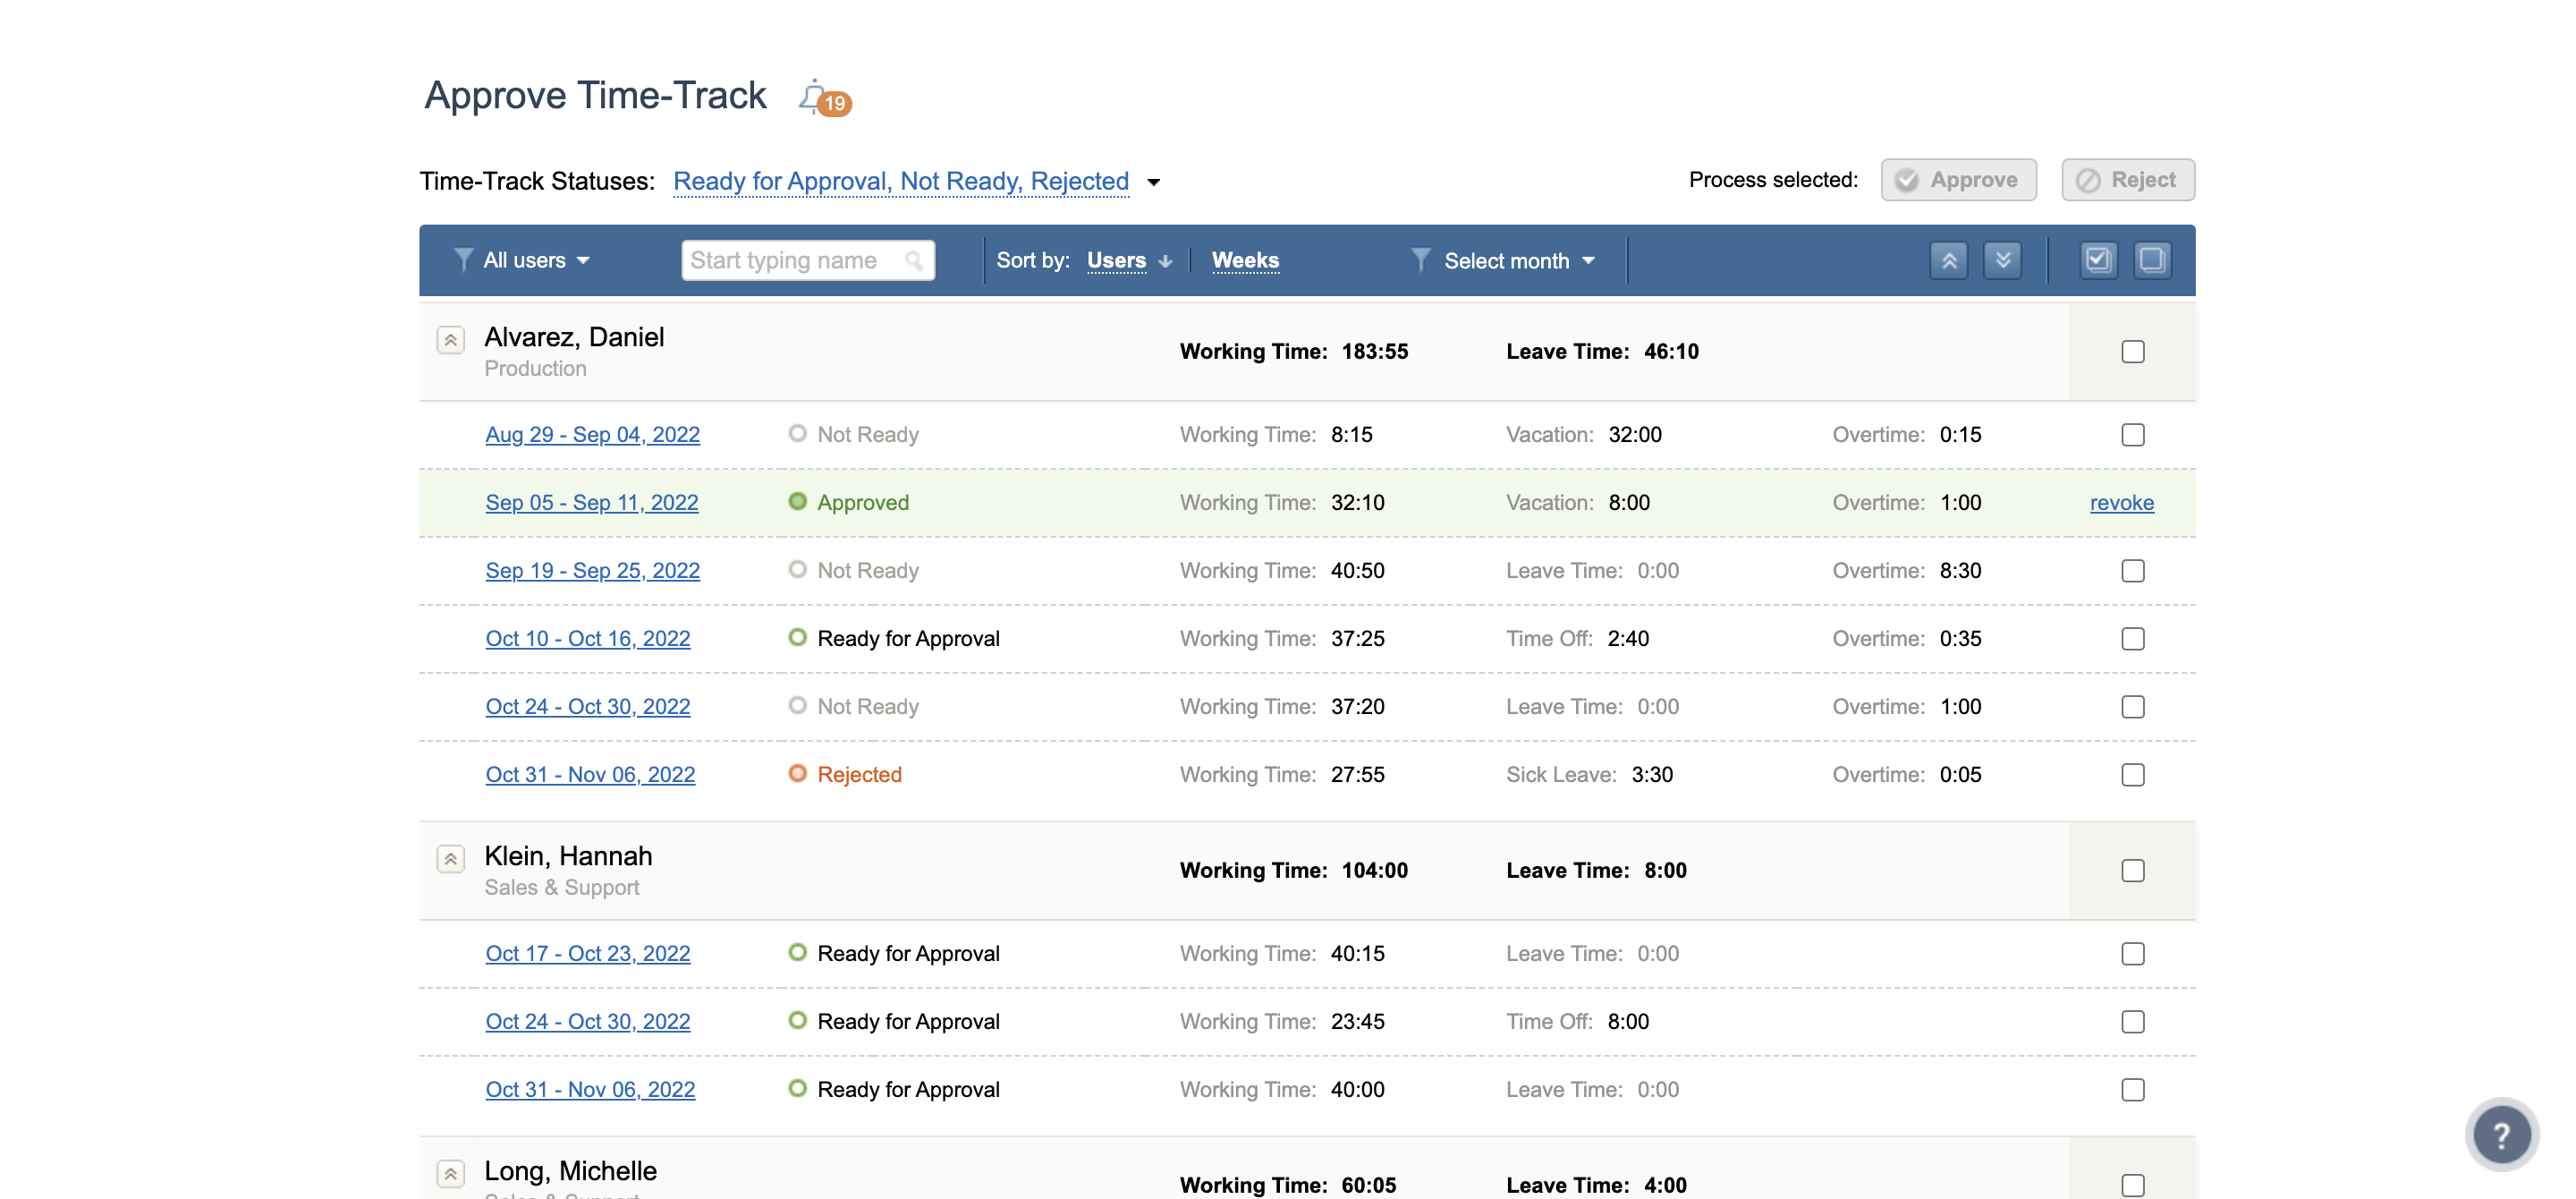 Approve Time-Track 19
Time-Track Statuses: Ready for Approval, Not Ready, Rejected Process selected: Approve Reject
All users Start typing name Sort by: Users Weeks Select month
Alvarez, Daniel
Production
Working Time: 183:55 Leave Time: 46:10
Aug 29 - Sep 04, 2022 Not Ready Working Time: 8:15 Vacation: 32:00 Overtime: 0:15
Sep 05 - Sep 11, 2022 Approved Working Time: 32:10 Vacation: 8:00 Overtime: 1:00 revoke
Sep 19 - Sep 25, 2022 Not Ready Working Time: 40:50 Leave Time: 0:00 Overtime: 8:30
Oct 10 - Oct 16, 2022 Ready for Approval Working Time: 37:25 Time Off: 2:40 Overtime: 0:35
Oct 24 - Oct 30, 2022 Not Ready Working Time: 37:20 Leave Time: 0:00 Overtime: 1:00
Oct 31 - Nov 06, 2022 Rejected Working Time: 27:55 Sick Leave: 3:30 Overtime: 0:05
Klein, Hannah
Sales & Support
Working Time: 104:00 Leave Time: 8:00
Oct 17 - Oct 23, 2022 Ready for Approval Working Time: 40:15 Leave Time: 0:00
Oct 24 - Oct 30, 2022 Ready for Approval Working Time: 23:45 Time Off: 8:00
Oct 31 - Nov 06, 2022 Ready for Approval Working Time: 40:00 Leave Time: 0:00
Long, Michelle
Working Time: 60:05 Leave Time: 4:00
?